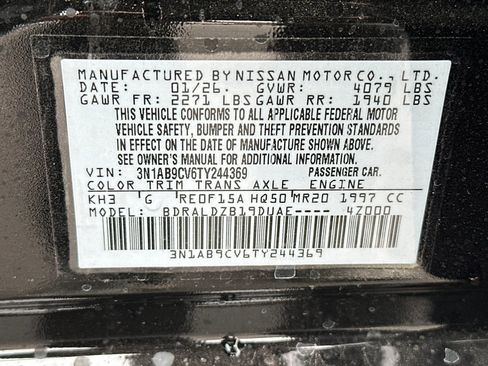 MANUFACTURED BY NISSAN MOTOR CO., LTD.
DATE: 01/26. GVWR: 4079 LBS
GAWR FR: 2271 LBS GAWR RR: 1940 LBS
THIS VEHICLE CONFORMS TO ALL APPLICABLE FEDERAL MOTOR
VEHICLE SAFETY, BUMPER AND THEFT PREVENTION STANDARDS
IN EFFECT ON THE DATE OF MANUFACTURE SHOWN ABOVE.
SEE OWNER'S MANUAL FOR ADDITIONAL INFORMATION.
VIN: 3N1AB9CV6TY244369 PASSENGER CAR.
COLOR TRIM TRANS AXLE ENGINE
KH3 G RE0F15A HQ50 MR20 1997 CC
MODEL: BDRALDZB19DUAE---- 4Z000
3N1AB9CV6TY244369